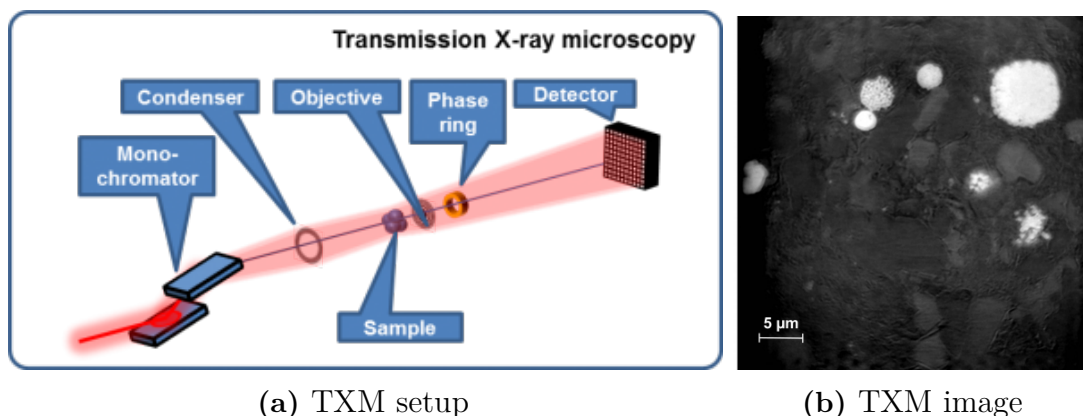 Transmission X-ray microscopy
Condenser
Objective
Phase
ring
Detector
Mono-
chromator
Sample
5 μm
(a) TXM setup
(b) TXM image